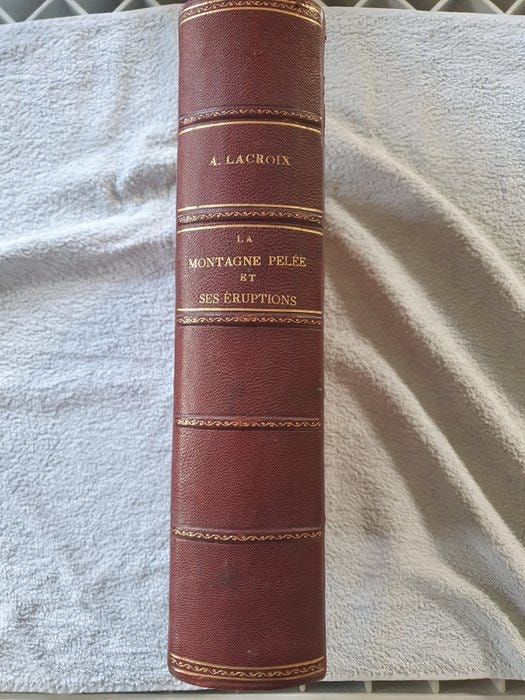 A. LACROIX
LA
MONTAGNE PELÉE
ET
SES ÉRUPTIONS